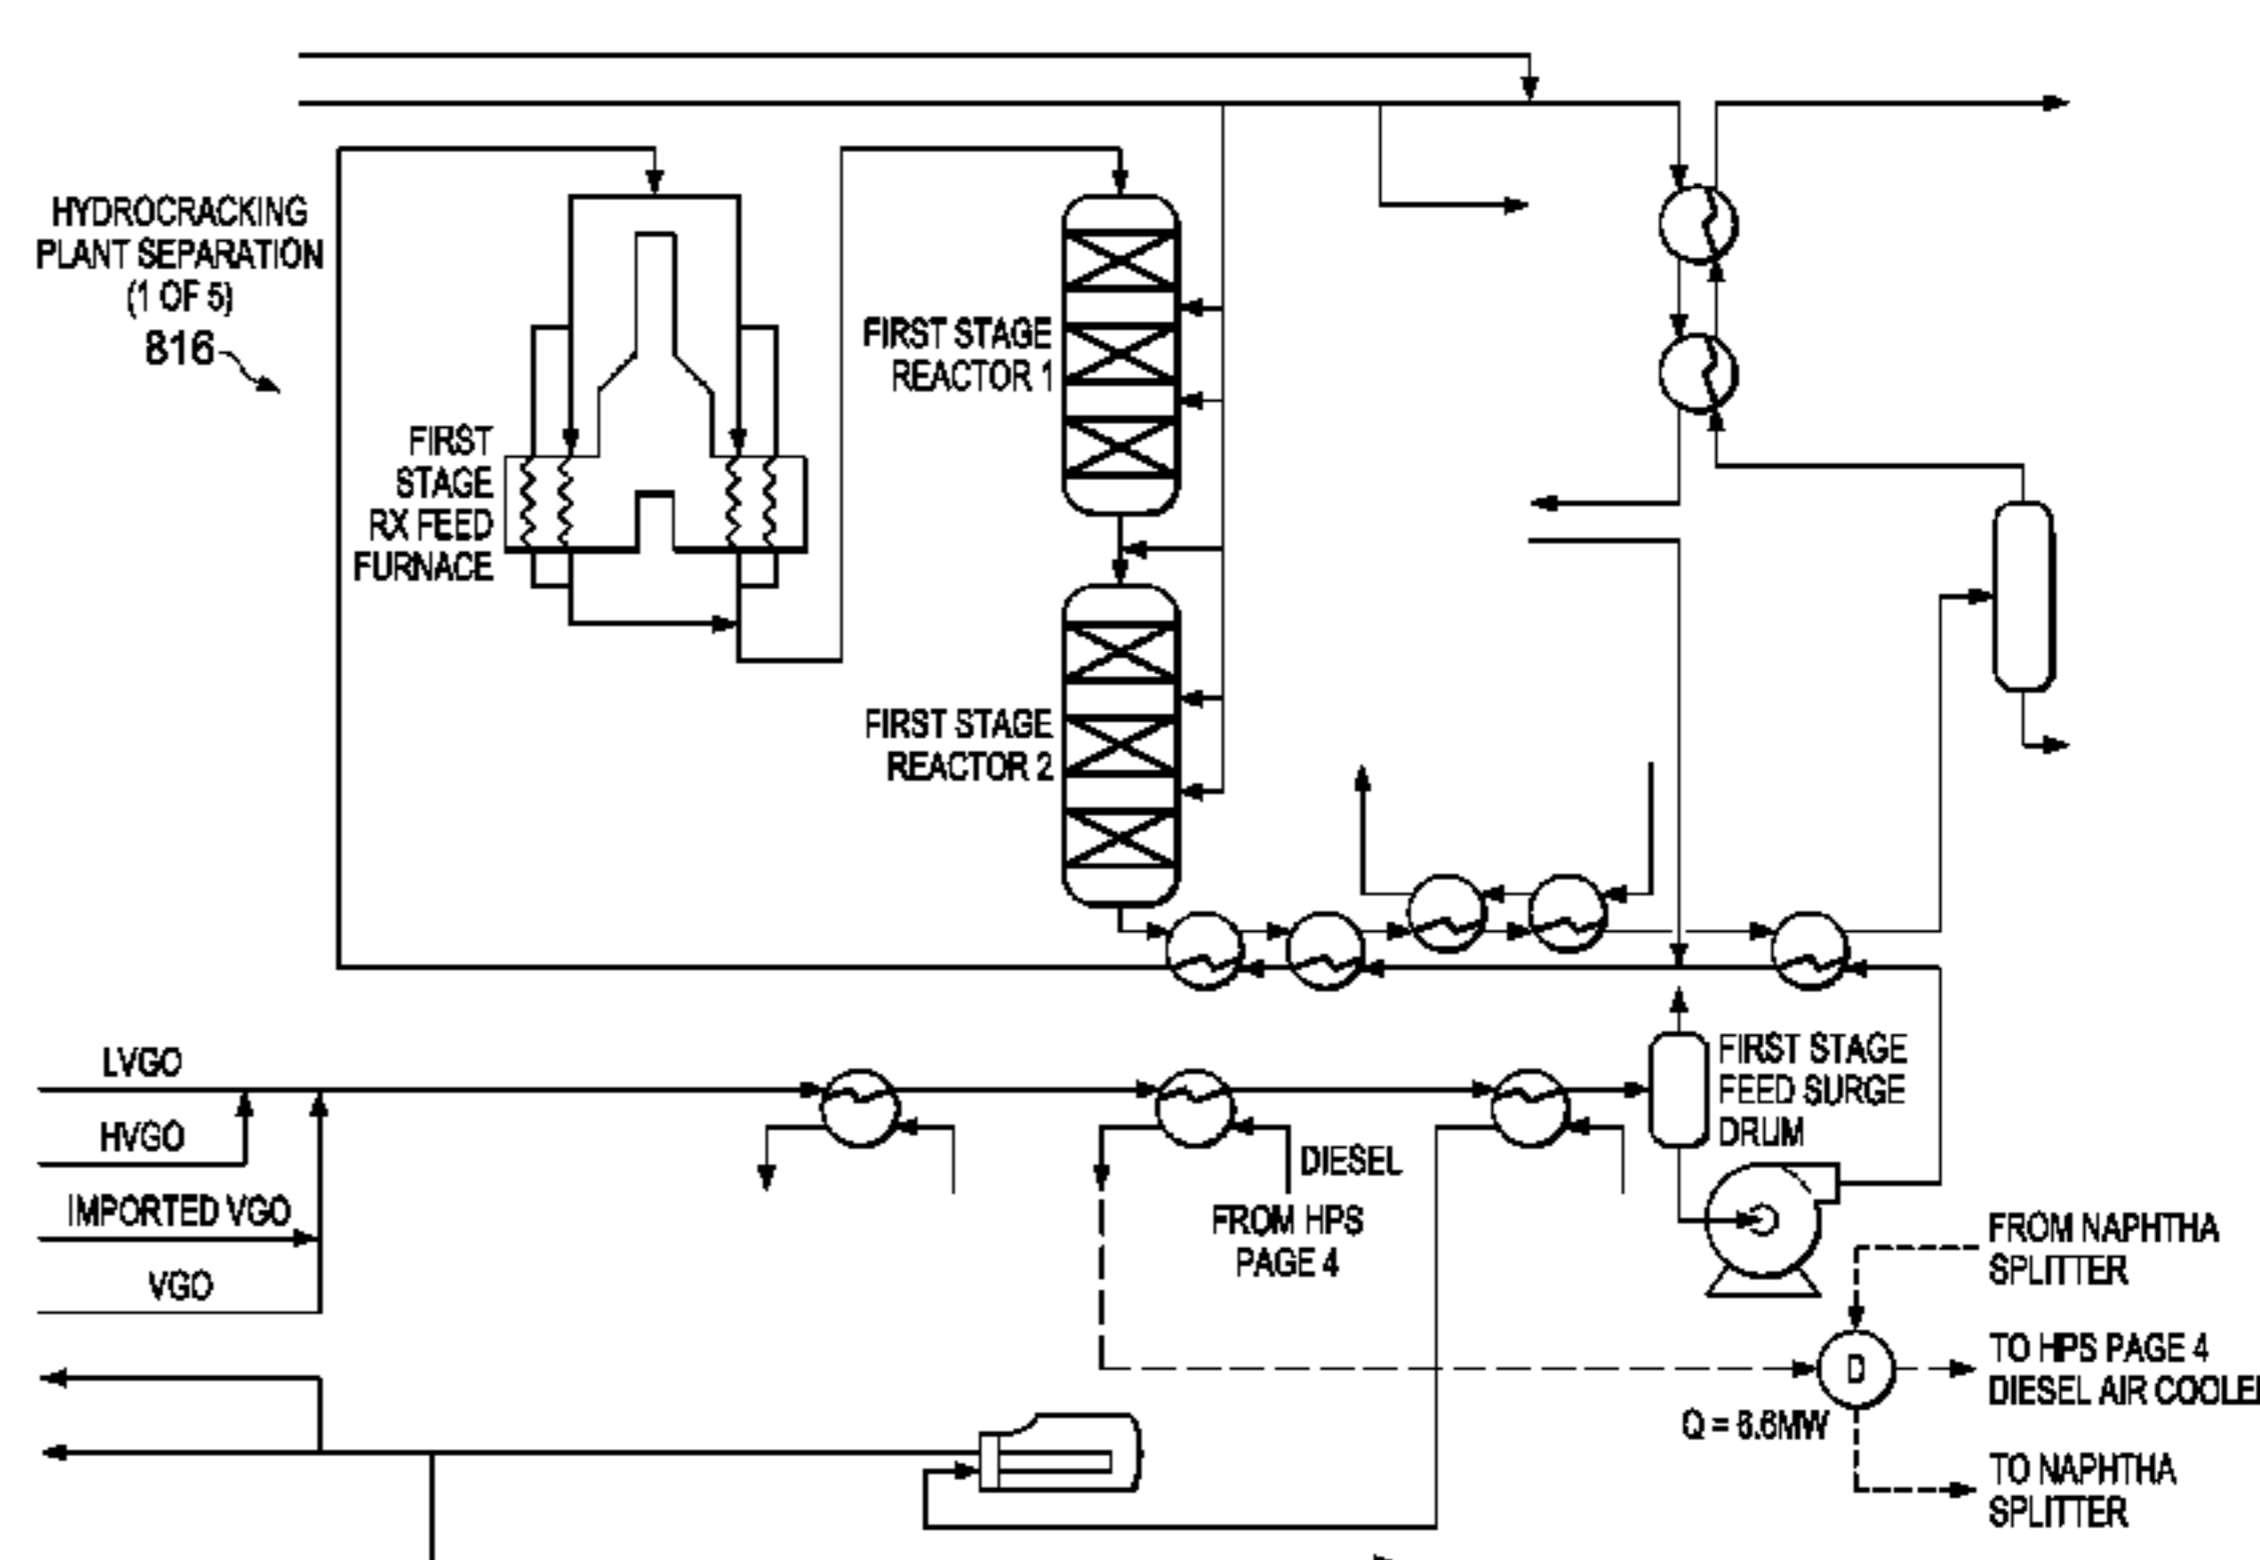 HYDROCRACKING
PLANT SEPARATION
(1 OF 5)
816
FIRST
STAGE
RX FEED
FURNACE
FIRST STAGE
REACTOR 1
FIRST STAGE
REACTOR 2
LVGO
HVGO
IMPORTED VGO
VGO
DIESEL
FROM HPS
PAGE 4
FIRST STAGE
FEED SURGE
DRUM
FROM NAPHTHA
SPLITTER
D
TO HPS PAGE 4
DIESEL AIR COOLE
Q = 6.6MW
TO NAPHTHA
SPLITTER